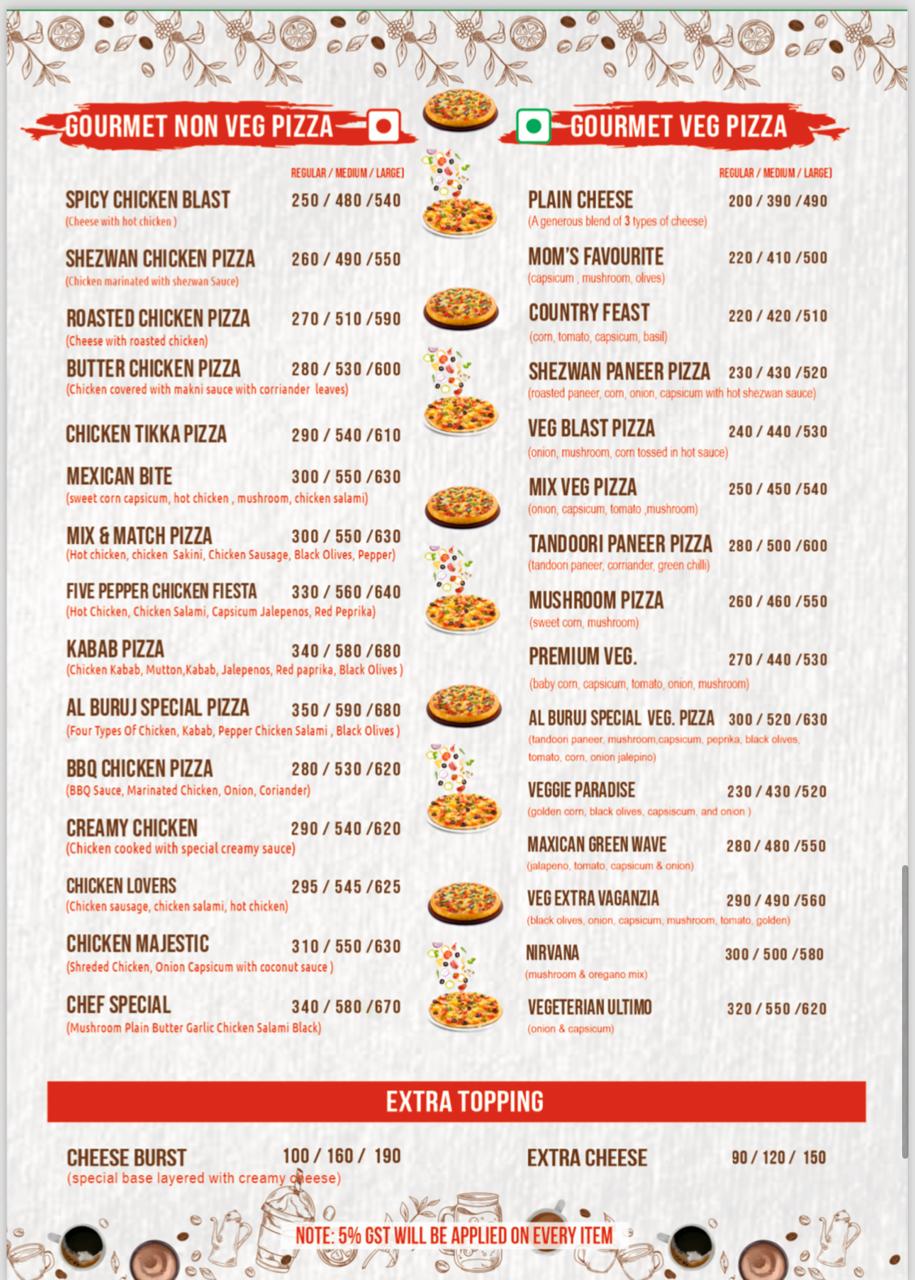 GOURMET NON VEG PIZZA
REGULAR / MEDIUM / LARGE)
SPICY CHICKEN BLAST 250 / 480 /540
(Cheese with hot chicken )
SHEZWAN CHICKEN PIZZA 260 / 490 /550
(Chicken marinated with shezwan Sauce)
ROASTED CHICKEN PIZZA 270 / 510 /590
(Cheese with roasted chicken)
BUTTER CHICKEN PIZZA 280 / 530 /600
(Chicken covered with makni sauce with corriander leaves)
CHICKEN TIKKA PIZZA 290 / 540 /610
MEXICAN BITE 300 / 550 /630
(sweet corn capsicum, hot chicken , mushroom, chicken salami)
MIX & MATCH PIZZA 300 / 550 /630
(Hot chicken, chicken Sakini, Chicken Sausage, Black Olives, Pepper)
FIVE PEPPER CHICKEN FIESTA 330 / 560 /640
(Hot Chicken, Chicken Salami, Capsicum Jalepenos, Red Peprika)
KABAB PIZZA 340 / 580 /680
(Chicken Kabab, Mutton,Kabab, Jalepenos, Red paprika, Black Olives )
AL BURUJ SPECIAL PIZZA 350 / 590 /680
(Four Types Of Chicken, Kabab, Pepper Chicken Salami , Black Olives )
BBQ CHICKEN PIZZA 280 / 530 /620
(BBQ Sauce, Marinated Chicken, Onion, Coriander)
CREAMY CHICKEN 290 / 540 /620
(Chicken cooked with special creamy sauce)
CHICKEN LOVERS 295 / 545 /625
(Chicken sausage, chicken salami, hot chicken)
CHICKEN MAJESTIC 310 / 550 /630
(Shreded Chicken, Onion Capsicum with coconut sauce )
CHEF SPECIAL 340 / 580 /670
(Mushroom Plain Butter Garlic Chicken Salami Black)
GOURMET VEG PIZZA
REGULAR / MEDIUM / LARGE)
PLAIN CHEESE 200 / 390 /490
(A generous blend of 3 types of cheese)
MOM'S FAVOURITE 220 / 410 /500
(capsicum , mushroom, olives)
COUNTRY FEAST 220 / 420 /510
(corn, tomato, capsicum, basil)
SHEZWAN PANEER PIZZA 230 / 430 /520
(roasted paneer, corn, onion, capsicum with hot shezwan sauce)
VEG BLAST PIZZA 240 / 440 /530
(onion, mushroom, corn tossed in hot sauce)
MIX VEG PIZZA 250 / 450 /540
(onion, capsicum, tomato ,mushroom)
TANDOORI PANEER PIZZA 280 / 500 /600
(tandoori paneer, corriander, green chilli)
MUSHROOM PIZZA 260 / 460 /550
(sweet corn, mushroom)
PREMIUM VEG. 270 / 440 /530
(baby corn, capsicum, tomato, onion, mushroom)
AL BURUJ SPECIAL VEG. PIZZA 300 / 520 /630
(tandoori paneer, mushroom,capsicum, peprika, black olives,
tomato, corn, onion jalepino)
VEGGIE PARADISE 230 / 430 /520
(golden corn, black olives, capsiscum, and onion )
MAXICAN GREEN WAVE 280 / 480 /550
(jalapeno, tomato, capsicum & onion)
VEG EXTRA VAGANZIA 290 / 490 /560
(black olives, onion, capsicum, mushroom, tomato, golden)
NIRVANA 300 / 500 /580
(mushroom & oregano mix)
VEGETERIAN ULTIMO 320 / 550 /620
(onion & capsicum)
EXTRA TOPPING
CHEESE BURST 100 / 160 / 190
(special base layered with creamy cheese)
EXTRA CHEESE 90 / 120 / 150
NOTE: 5% GST WILL BE APPLIED ON EVERY ITEM